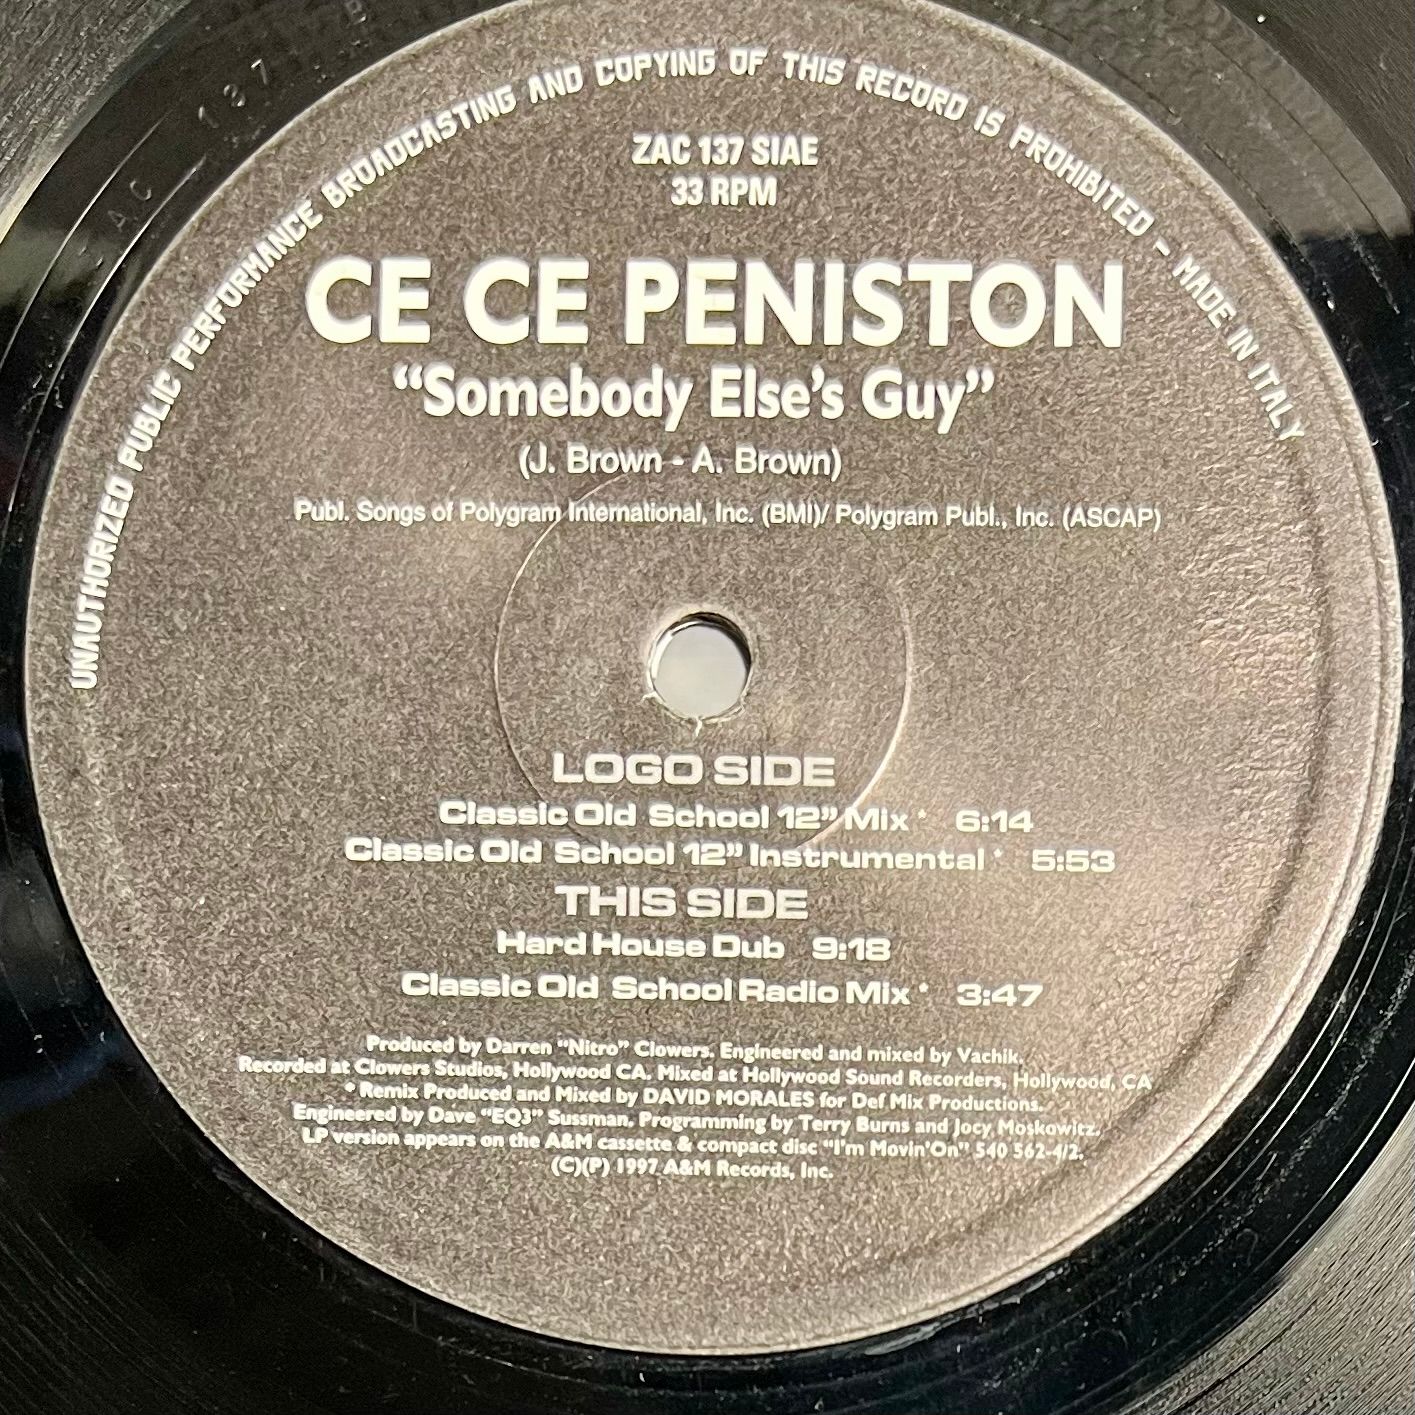 UNAUTHORIZED PUBLIC PERFORMANCE BROADCASTING AND COPYING OF THIS RECORD IS PROHIBITED - MADE IN ITALY
ZAC 137 SIAE
33 RPM
CE CE PENISTON
“Somebody Else’s Guy”
(J. Brown - A. Brown)
Publ. Songs of Polygram International, Inc. (BMI)/ Polygram Publ., Inc. (ASCAP)
LOGO SIDE
Classic Old School 12” Mix * 6:14
Classic Old School 12” Instrumental * 5:53
THIS SIDE
Hard House Dub 9:18
Classic Old School Radio Mix * 3:47
Produced by Darren “Nitro” Clowers. Engineered and mixed by Vachik.
Recorded at Clowers Studios, Hollywood CA. Mixed at Hollywood Sound Recorders, Hollywood, CA
* Remix Produced and Mixed by DAVID MORALES for Def Mix Productions.
Engineered by Dave “EQ3” Sussman. Programming by Terry Burns and Jocy Moskowitz.
LP version appears on the A&M cassette & compact disc “I’m Movin’On” 540 562-4/2.
(C)(P) 1997 A&M Records, Inc.